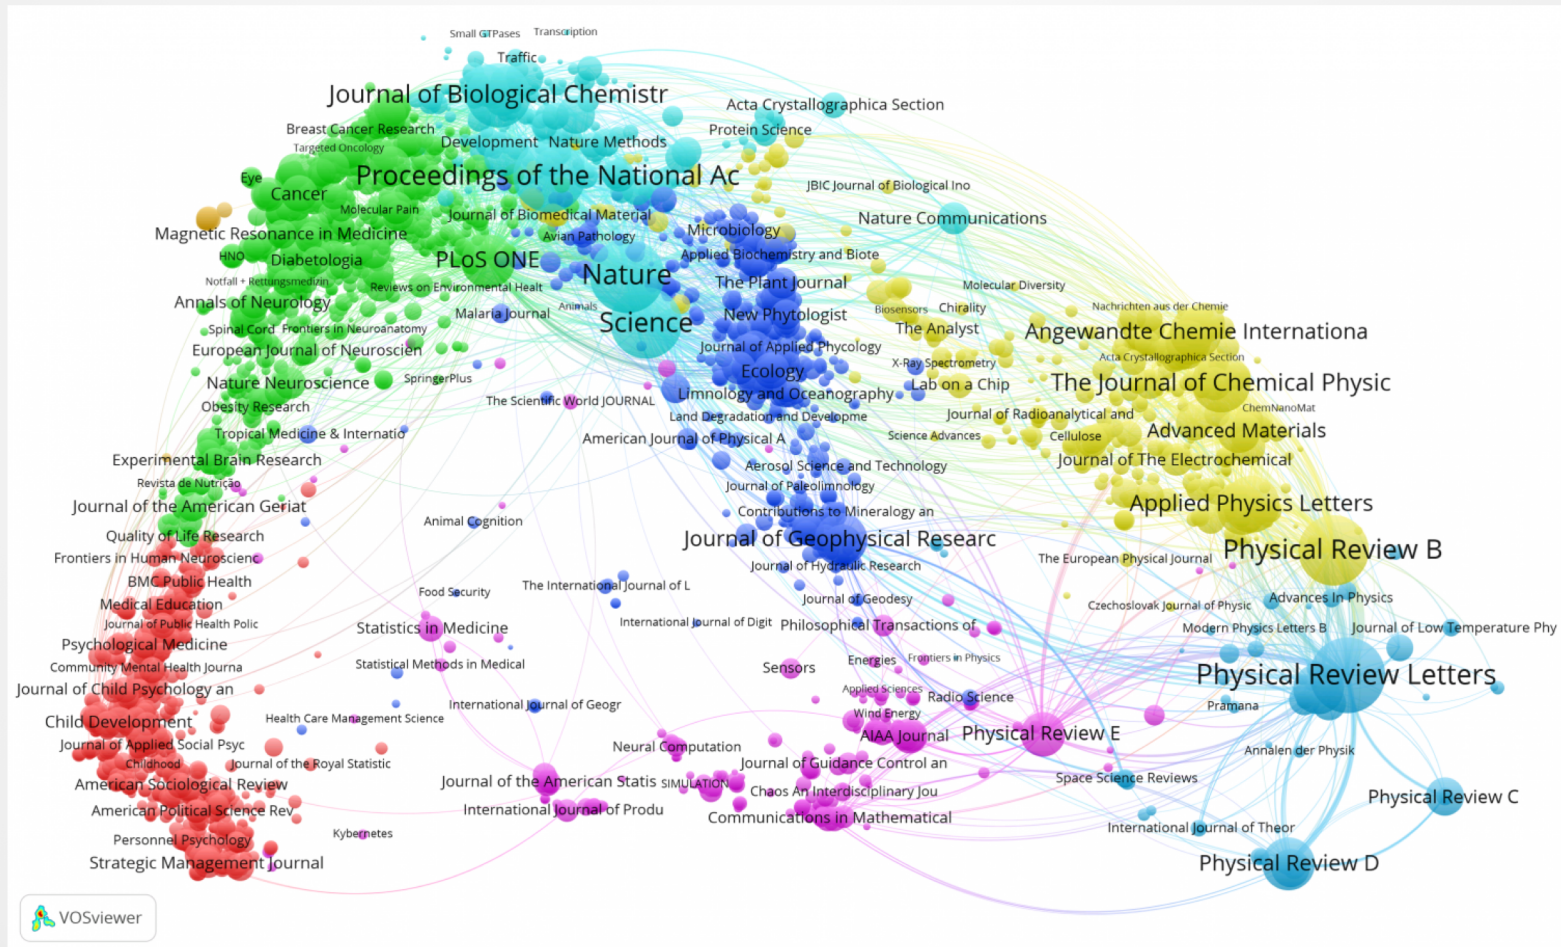 Small GTPases
Transcription
Traffic
Journal of Biological Chemistr
Acta Crystallographica Section
Breast Cancer Research
Protein Science
Development
Nature Methods
Targeted Oncology
Eye
Proceedings of the National Ac
JBIC Journal of Biological Ino
Cancer
Molecular Pain
Journal of Biomedical Material
Nature Communications
Magnetic Resonance in Medicine
Avian Pathology
Microbiology
HNO
Diabetologia
PLoS ONE
Applied Biochemistry and Biote
Nature
Notfall + Rettungsmedizin
Reviews on Environmental Healt
The Plant Journal
Molecular Diversity
Annals of Neurology
Malaria Journal
Animals
New Phytologist
Biosensors
Chirality
Nachrichten aus der Chemie
Science
Spinal Cord
Frontiers in Neuroanatomy
The Analyst
Angewandte Chemie Internationa
European Journal of Neuroscien
Journal of Applied Phycology
Acta Crystallographica Section
X-Ray Spectrometry
Ecology
Nature Neuroscience
SpringerPlus
Lab on a Chip
The Journal of Chemical Physic
Limnology and Oceanography
The Scientific World JOURNAL
Obesity Research
Land Degradation and Developme
Journal of Radioanalytical and
ChemNanoMat
Tropical Medicine & Internatio
American Journal of Physical A
Science Advances
Cellulose
Advanced Materials
Experimental Brain Research
Aerosol Science and Technology
Journal of The Electrochemical
Revista de Nutrição
Journal of Paleolimnology
Journal of the American Geriat
Contributions to Mineralogy an
Applied Physics Letters
Animal Cognition
Quality of Life Research
Journal of Geophysical Researc
Physical Review B
Frontiers in Human Neuroscienc
Journal of Hydraulic Research
The European Physical Journal
BMC Public Health
The International Journal of L
Food Security
Journal of Geodesy
Advances In Physics
Medical Education
Czechoslovak Journal of Physic
Journal of Public Health Polic
Statistics in Medicine
International Journal of Digit
Philosophical Transactions of
Modern Physics Letters B
Journal of Low Temperature Phy
Psychological Medicine
Community Mental Health Journa
Statistical Methods in Medical
Sensors
Energies
Frontiers in Physics
Physical Review Letters
Journal of Child Psychology an
Applied Sciences
Radio Science
International Journal of Geogr
Pramana
Child Development
Health Care Management Science
Wind Energy
AIAA Journal
Physical Review E
Journal of Applied Social Psyc
Neural Computation
Annalen der Physik
Childhood
Journal of the Royal Statistic
Journal of Guidance Control an
American Sociological Review
Journal of the American Statis
SIMULATION
Space Science Reviews
Chaos An Interdisciplinary Jou
Physical Review C
American Political Science Rev
International Journal of Produ
Communications in Mathematical
International Journal of Theor
Personnel Psychology
Kybernetes
Strategic Management Journal
Physical Review D
VOSviewer